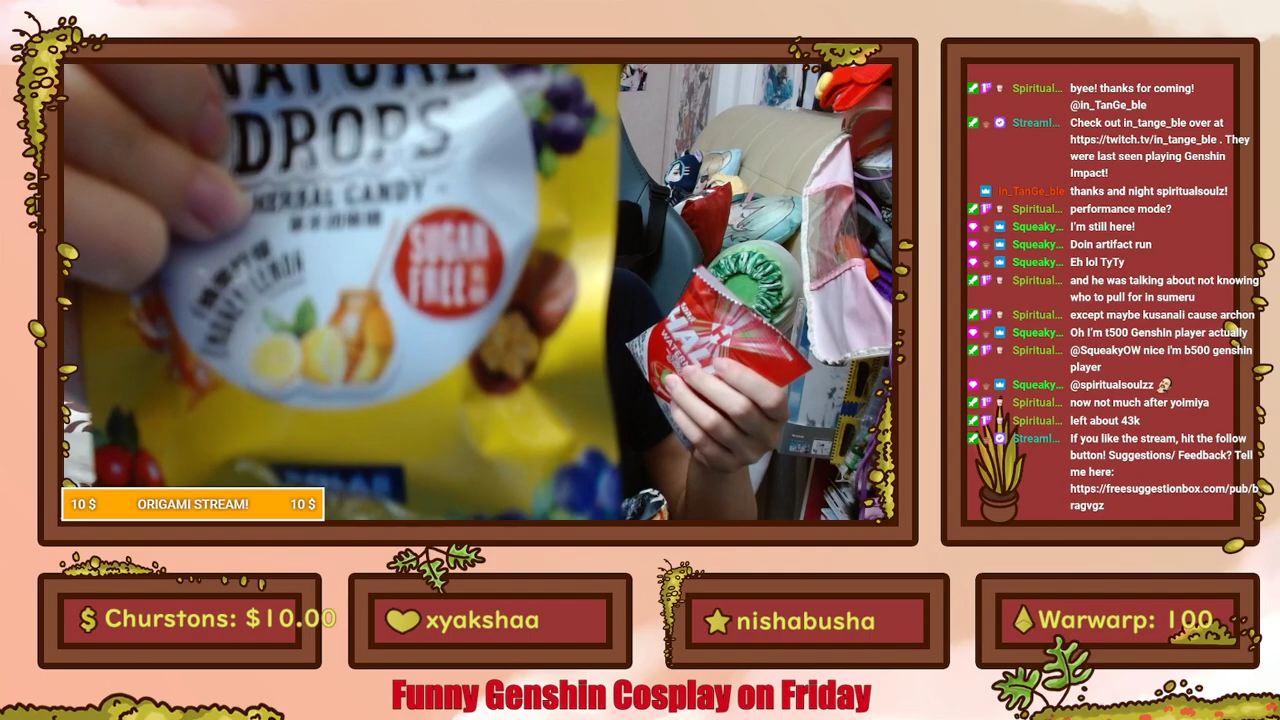 NATURE
DROPS
HERBAL CANDY
SUGAR
FREE
10 $ ORIGAMI STREAM! 10 $
Spiritual... byee! thanks for coming!
@in_TanGe_ble
Streaml... Check out in_tange_ble over at
https://twitch.tv/in_tange_ble . They
were last seen playing Genshin
Impact!
in_TanGe_ble thanks and night spiritualsoulz!
Spiritual... performance mode?
Squeaky... I'm still here!
Squeaky... Doin artifact run
Squeaky... Eh lol TyTy
Spiritual... and he was talking about not knowing
who to pull for in sumeru
Spiritual... except maybe kusanali cause archon
Squeaky... Oh I'm t500 Genshin player actually
Spiritual... @SqueakyOW nice i'm b500 genshin
player
Squeaky... @spiritualsoulzz
Spiritual... now not much after yoimiya
Spiritual... left about 43k
Streaml... If you like the stream, hit the follow
button! Suggestions/ Feedback? Tell
me here:
https://freesuggestionbox.com/pub/b
ragvgz
$ Churstons: $10.00
xyakshaa
nishabusha
Warwarp: 100
Funny Genshin Cosplay on Friday